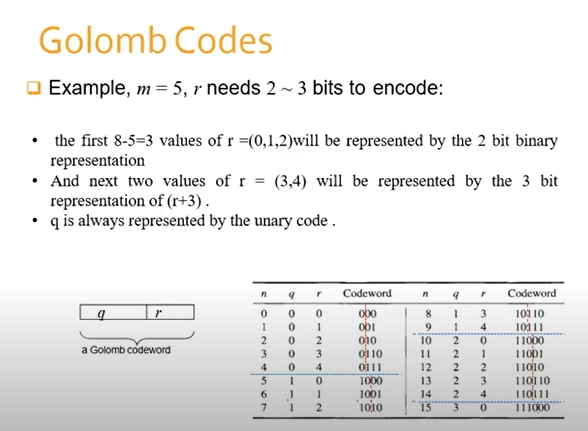 Golomb Codes
Example, m = 5, r needs 2 ~ 3 bits to encode:
• the first 8-5=3 values of r =(0,1,2)will be represented by the 2 bit binary
representation
• And next two values of r = (3,4) will be represented by the 3 bit
representation of (r+3) .
• q is always represented by the unary code .
q r
a Golomb codeword
n q r Codeword n q r Codeword
0 0 0 000 8 1 3 10110
1 0 1 001 9 1 4 10111
2 0 2 010 10 2 0 11000
3 0 3 0110 11 2 1 11001
4 0 4 0111 12 2 2 11010
5 1 0 1000 13 2 3 110110
6 1 1 1001 14 2 4 110111
7 1 2 1010 15 3 0 111000